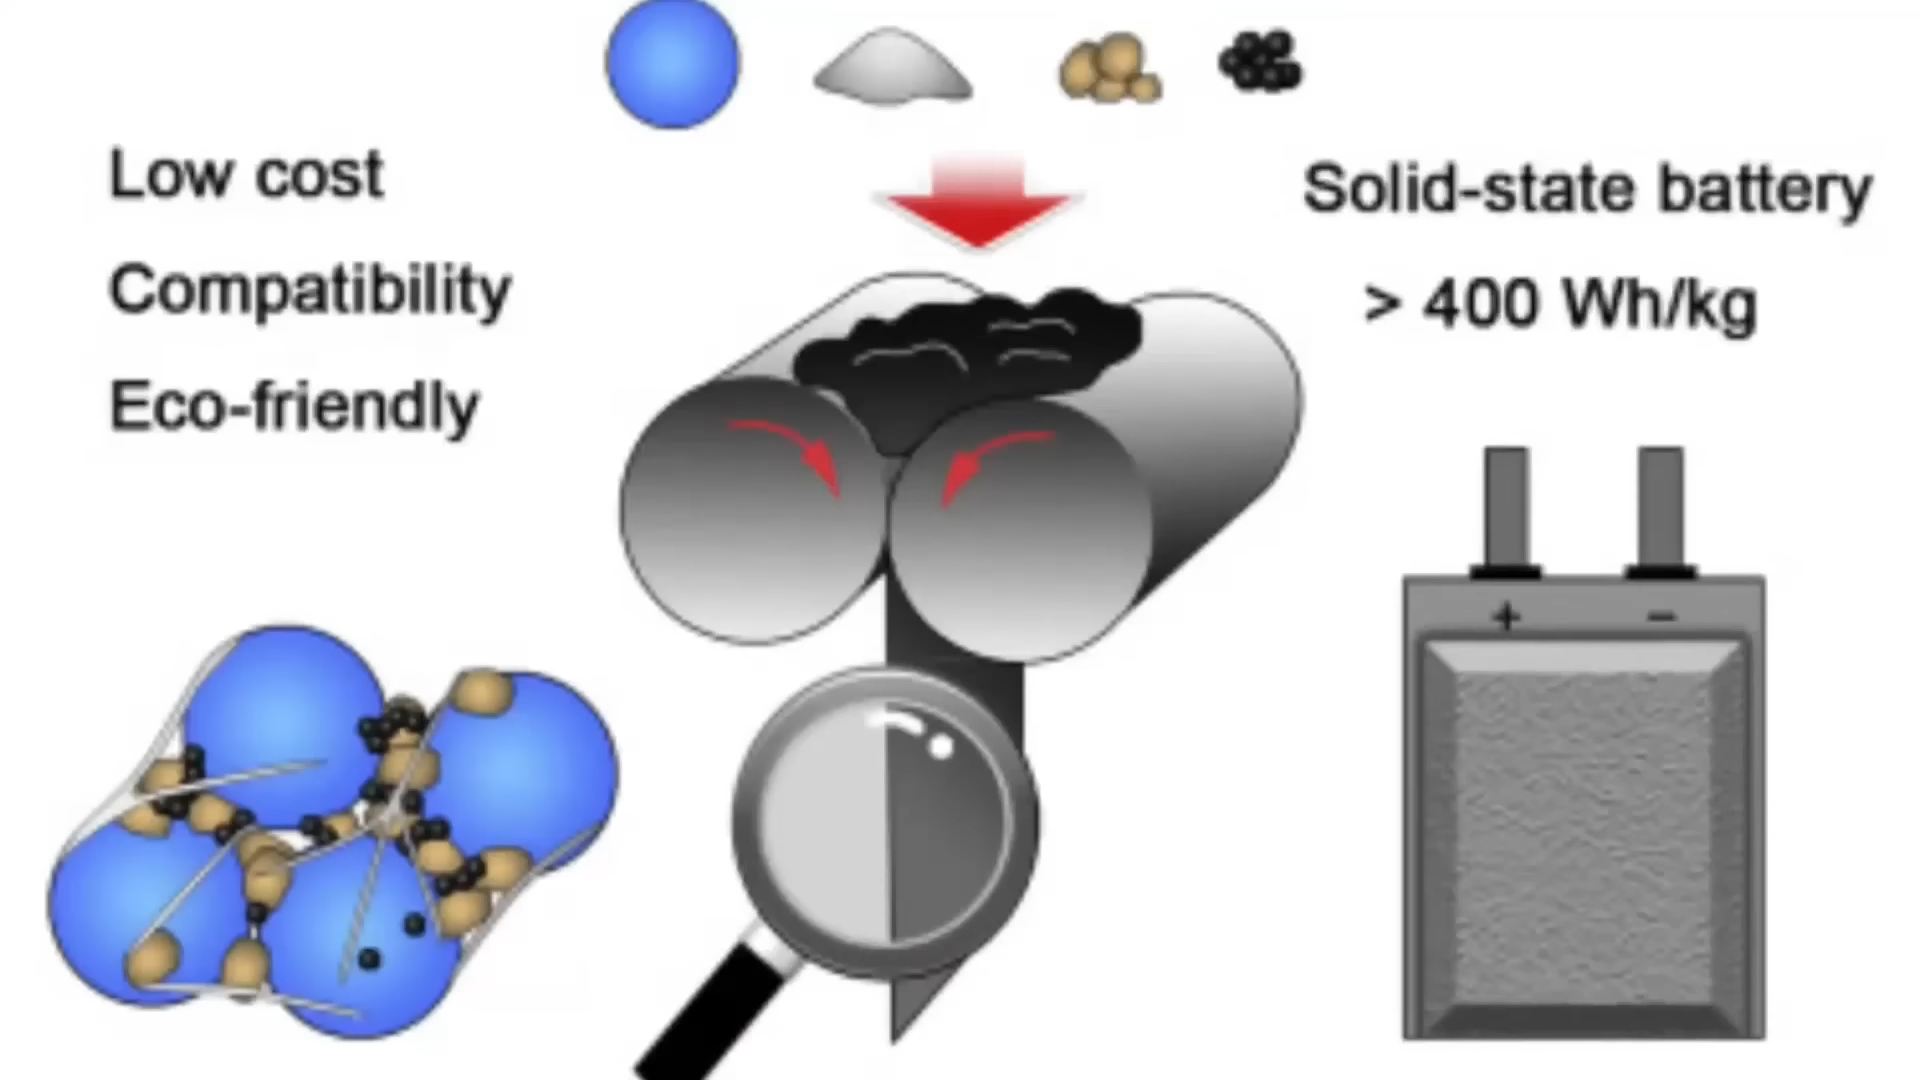 Low cost
Compatibility
Eco-friendly
Solid-state battery
> 400 Wh/kg
+ −